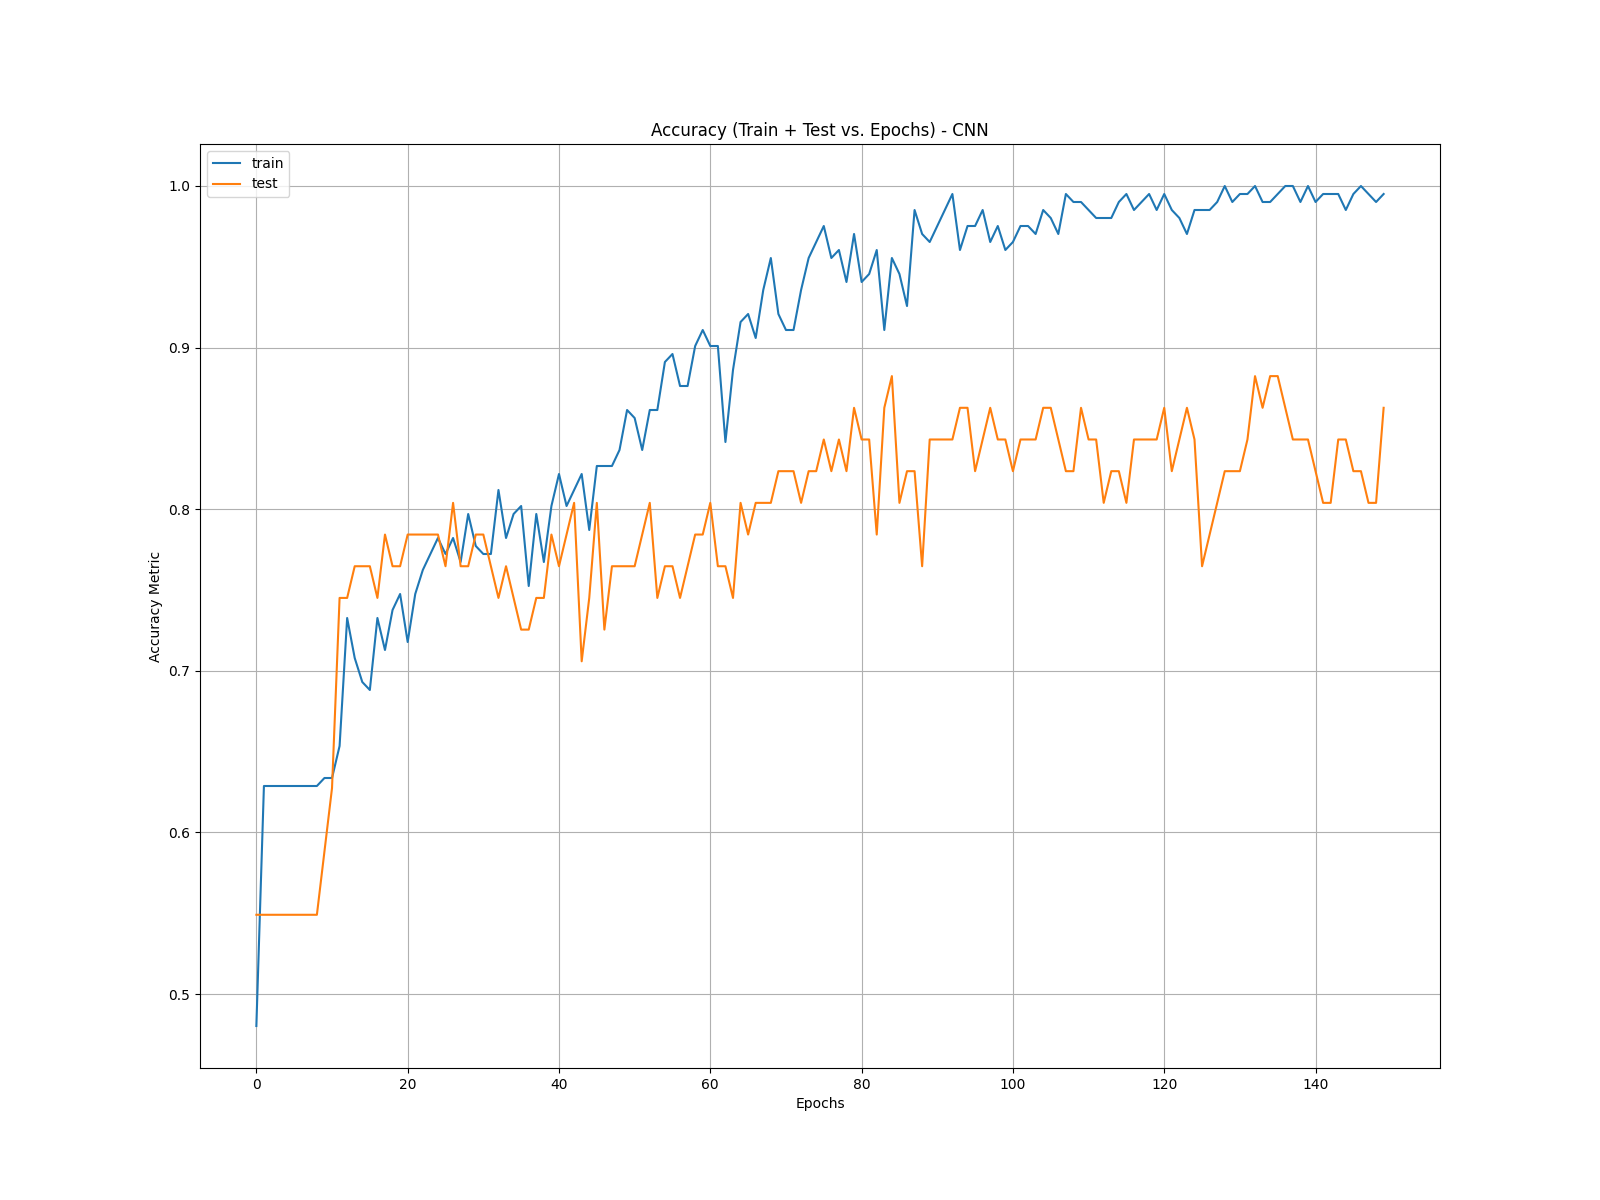 Accuracy (Train + Test vs. Epochs) - CNN
train
test
1.0
0.9
0.8
0.7
0.6
0.5
Accuracy Metric
0 20 40 60 80 100 120 140
Epochs